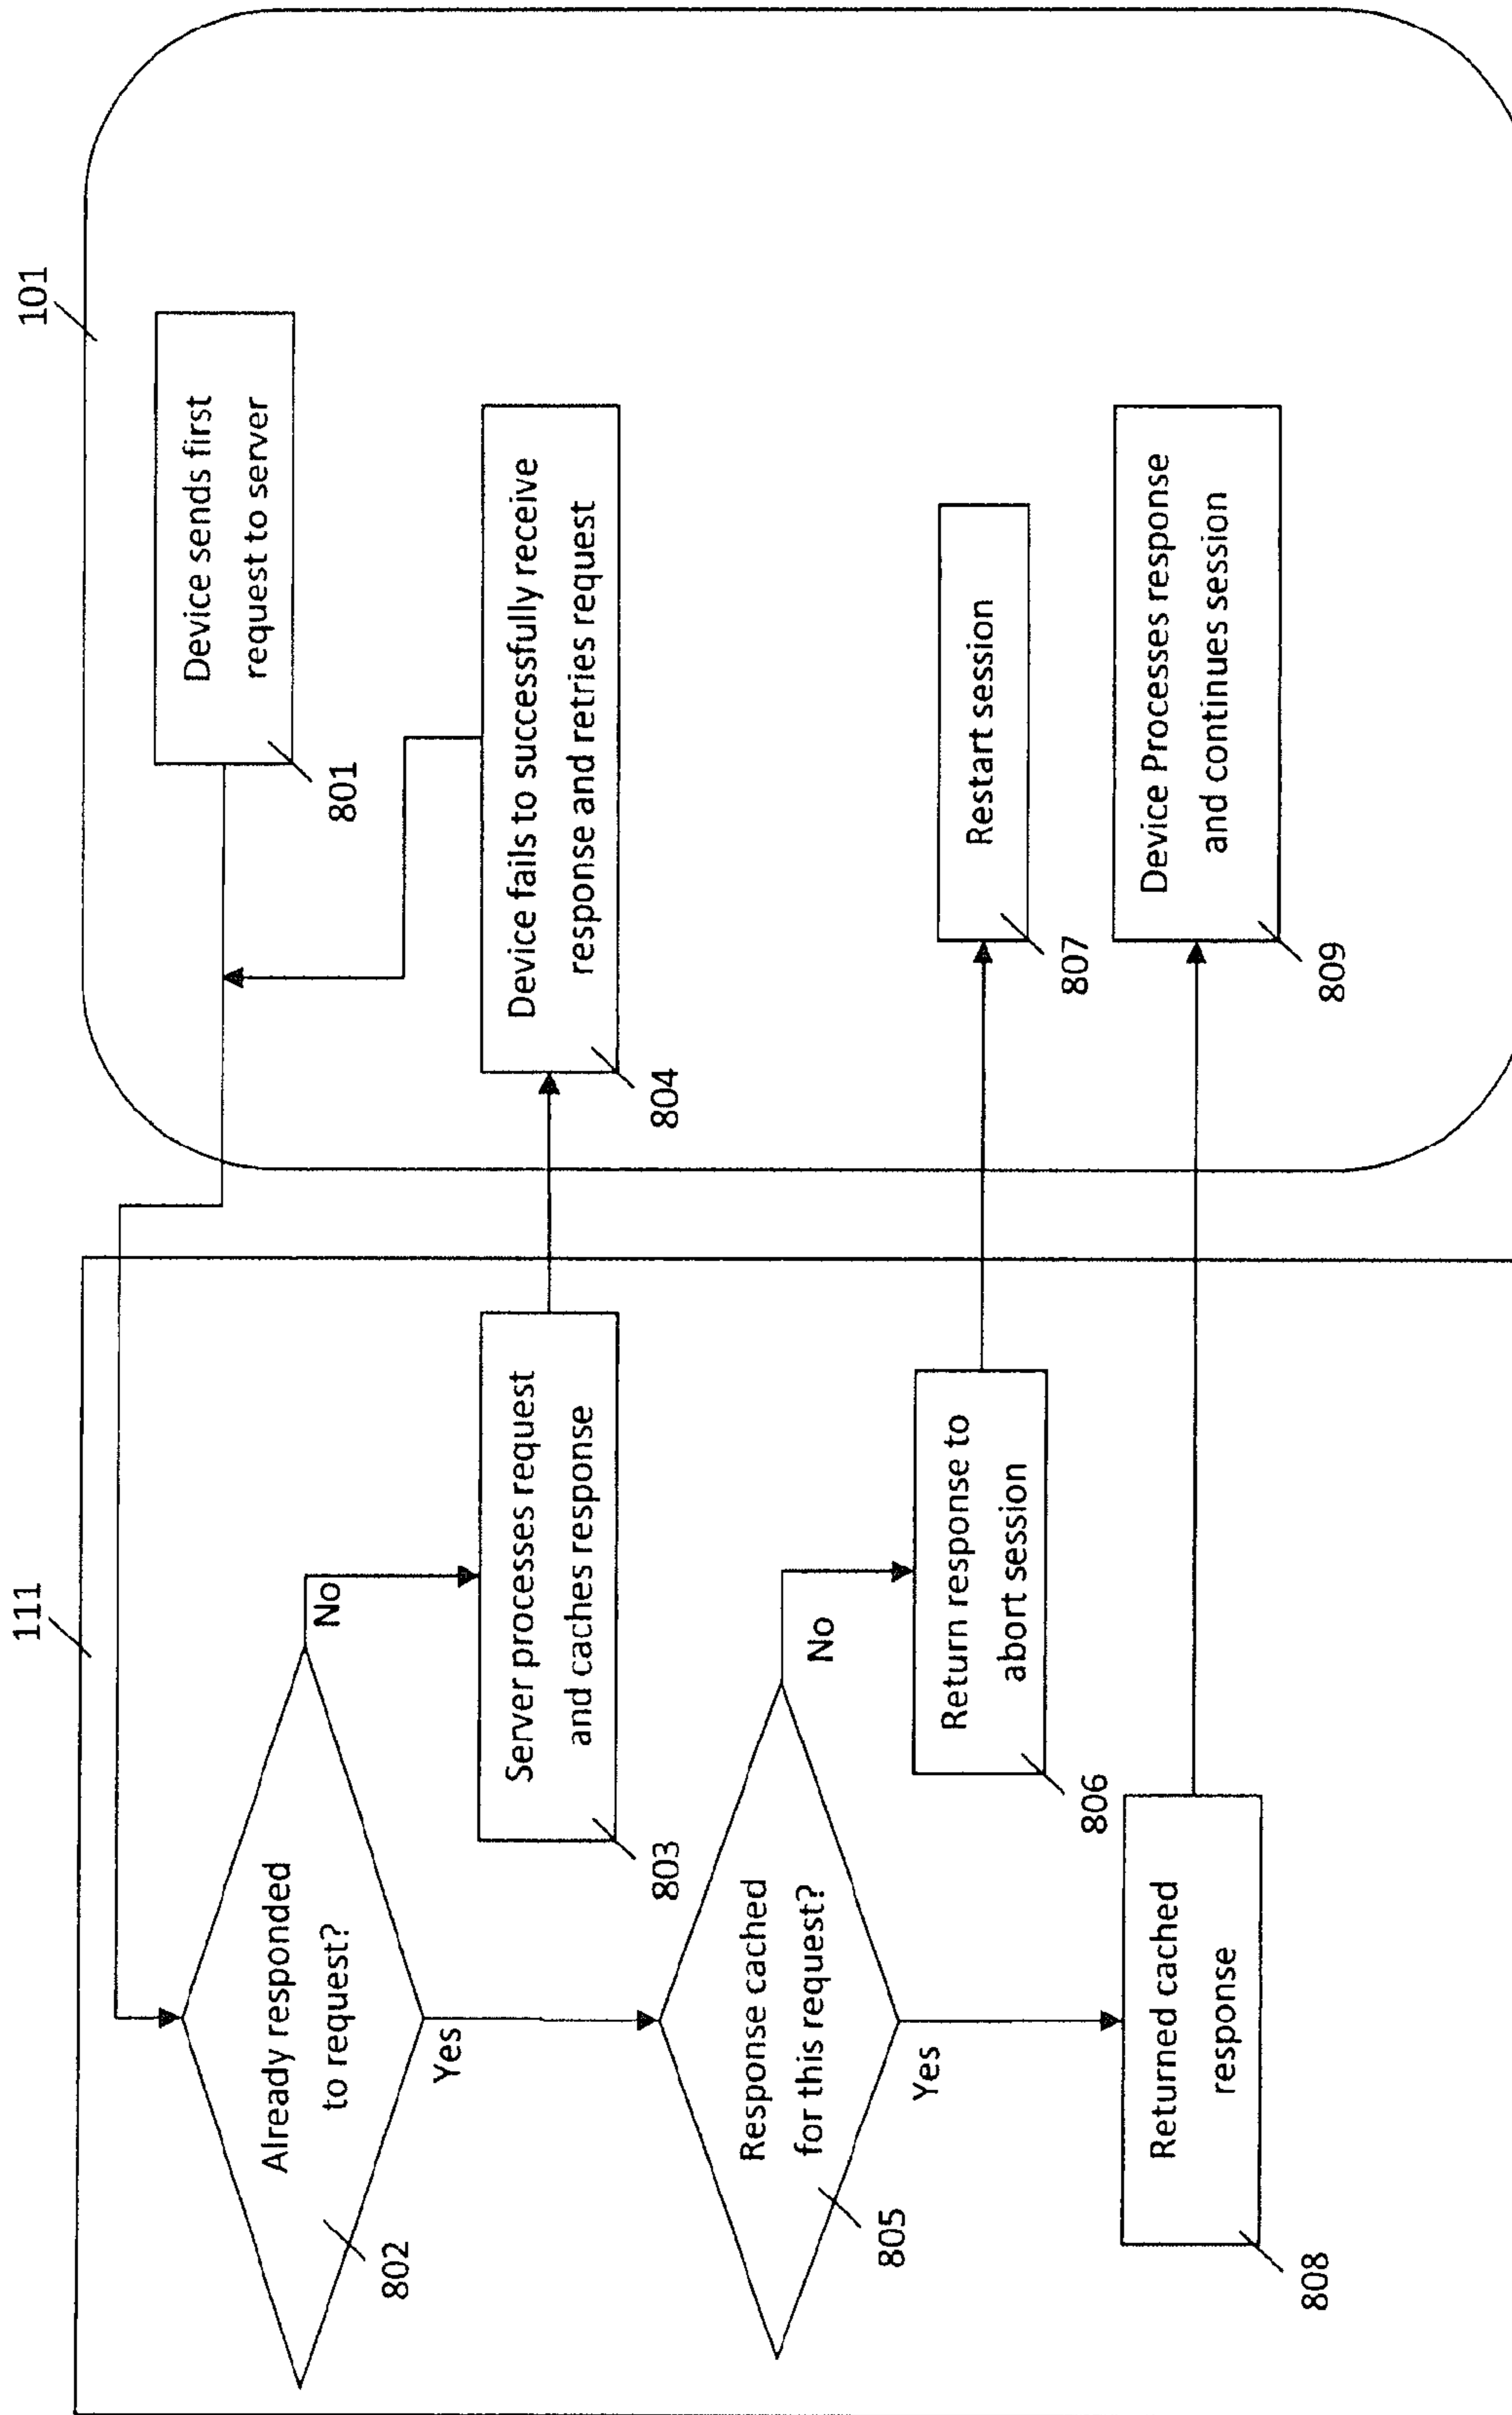 111
101
Already responded
to request?
802
No
Yes
Device sends first
request to server
801
Server processes request
and caches response
803
Device fails to successfully receive
response and retries request
804
Response cached
for this request?
805
No
Yes
Return response to
abort session
806
Restart session
807
Returned cached
response
808
Device Processes response
and continues session
809